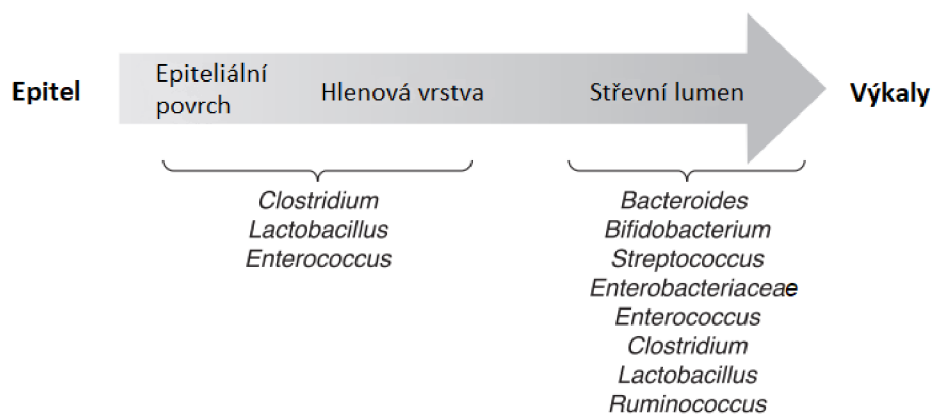 Epitel
Epiteliální
povrch
Hlenová vrstva
Střevní lumen
Výkaly
Clostridium
Lactobacillus
Enterococcus
Bacteroides
Bifidobacterium
Streptococcus
Enterobacteriaceae
Enterococcus
Clostridium
Lactobacillus
Ruminococcus